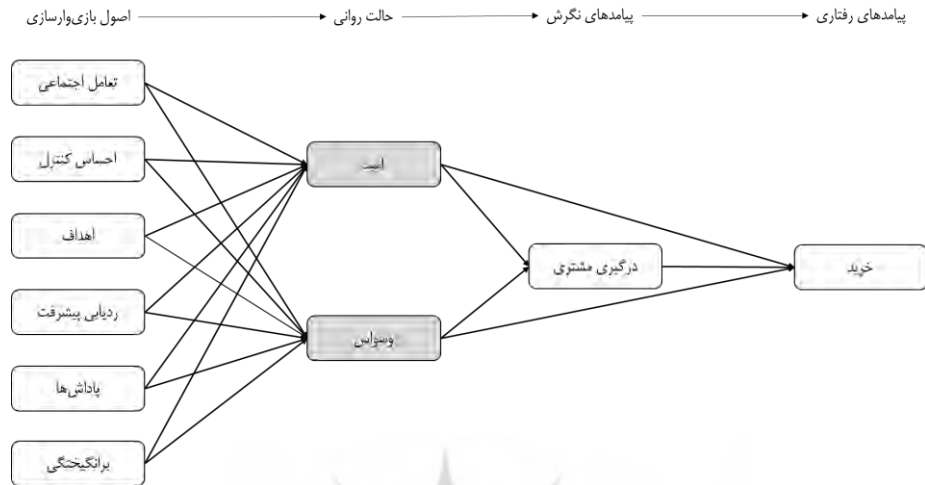 اصول بازی‌وارسازی
حالت روانی
پیامدهای نگرش
پیامدهای رفتاری
تعامل اجتماعی
احساس کنترل
اهداف
ردیابی پیشرفت
پاداش‌ها
برانگیختگی
وسواس
درگیری مشتری
خرید